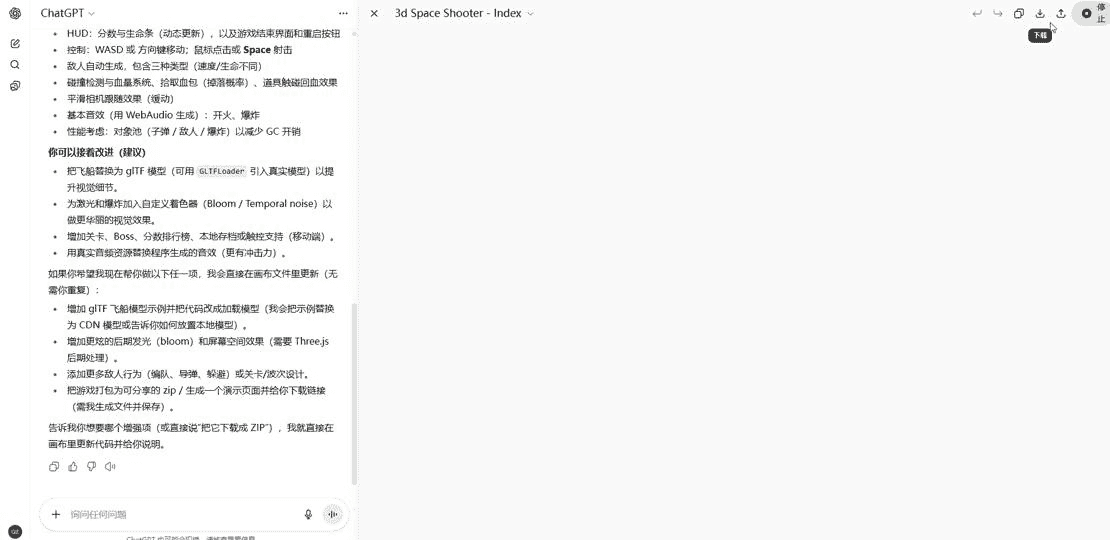 ChatGPT
3d Space Shooter - Index
停止
下载
HUD：分数与生命条（动态更新），以及游戏结束界面和重启按钮
控制：WASD 或 方向键移动；鼠标点击或 Space 射击
敌人自动生成，包含三种类型（速度/生命不同）
碰撞检测与血量系统、拾取血包（掉落概率）、道具触碰回血效果
平滑相机跟随效果（缓动）
基本音效（用 WebAudio 生成）：开火、爆炸
性能考虑：对象池（子弹 / 敌人 / 爆炸）以减少 GC 开销
你可以接着改进（建议）
把飞船替换为 glTF 模型（可用 GLTFLoader 引入真实模型）以提
升视觉细节。
为激光和爆炸加入自定义着色器（Bloom / Temporal noise）以
做更华丽的视觉效果。
增加关卡、Boss、分数排行榜、本地存档或触控支持（移动端）。
用真实音频资源替换程序生成的音效（更有冲击力）。
如果你希望我现在帮你做以下任一项，我会直接在画布文件里更新（无
需你重复）：
增加 glTF 飞船模型示例并把代码改成加载模型（我会把示例替换
为 CDN 模型或告诉你如何放置本地模型）。
增加更炫的后期发光（bloom）和屏幕空间效果（需要 Three.js
后期处理）。
添加更多敌人行为（编队、导弹、躲避）或关卡/波次设计。
把游戏打包为可分享的 zip / 生成一个演示页面并给你下载链接
（需我生成文件并保存）。
告诉我你想要哪个增强项（或直接说“把它下载成 ZIP”），我就直接在
画布里更新代码并给你说明。
询问任何问题